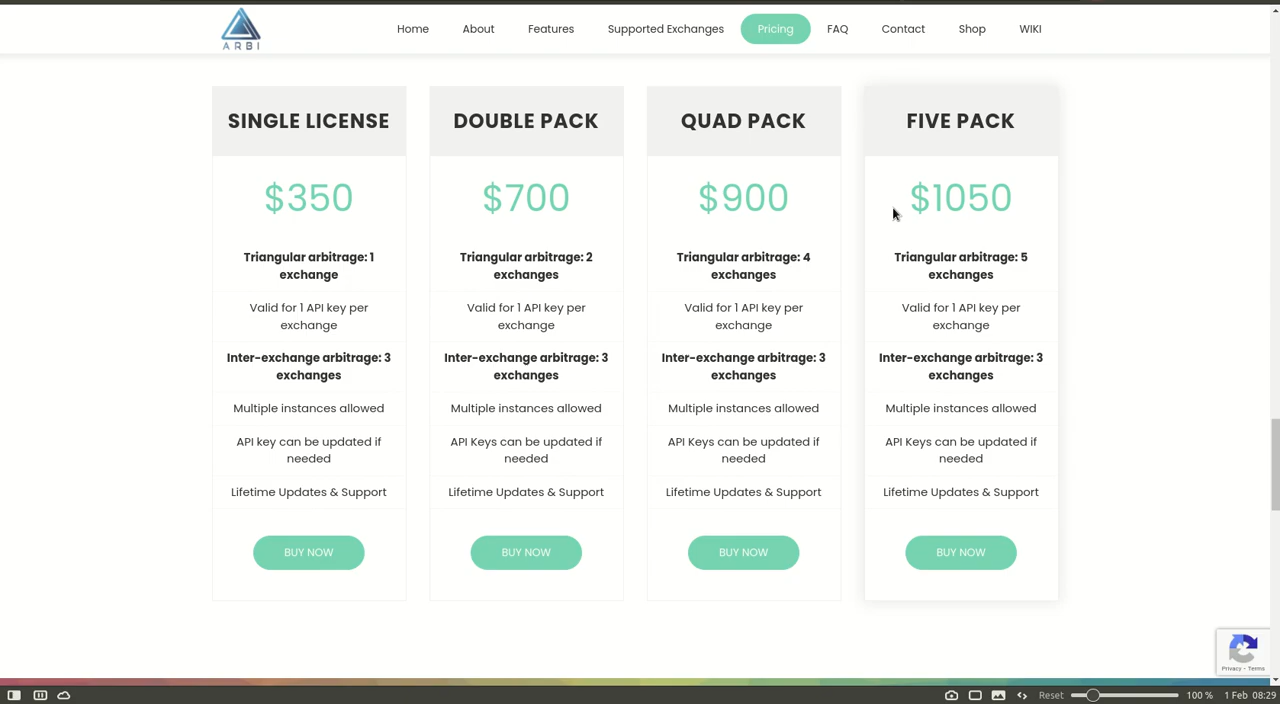 ARBI
Home
About
Features
Supported Exchanges
Pricing
FAQ
Contact
Shop
WIKI
SINGLE LICENSE
$350
Triangular arbitrage: 1
exchange
Valid for 1 API key per
exchange
Inter-exchange arbitrage: 3
exchanges
Multiple instances allowed
API key can be updated if
needed
Lifetime Updates & Support
BUY NOW
DOUBLE PACK
$700
Triangular arbitrage: 2
exchanges
Valid for 1 API key per
exchange
Inter-exchange arbitrage: 3
exchanges
Multiple instances allowed
API Keys can be updated if
needed
Lifetime Updates & Support
BUY NOW
QUAD PACK
$900
Triangular arbitrage: 4
exchanges
Valid for 1 API key per
exchange
Inter-exchange arbitrage: 3
exchanges
Multiple instances allowed
API Keys can be updated if
needed
Lifetime Updates & Support
BUY NOW
FIVE PACK
$1050
Triangular arbitrage: 5
exchanges
Valid for 1 API key per
exchange
Inter-exchange arbitrage: 3
exchanges
Multiple instances allowed
API Keys can be updated if
needed
Lifetime Updates & Support
BUY NOW
Privacy - Terms
Reset
100 %
1 Feb 08:29